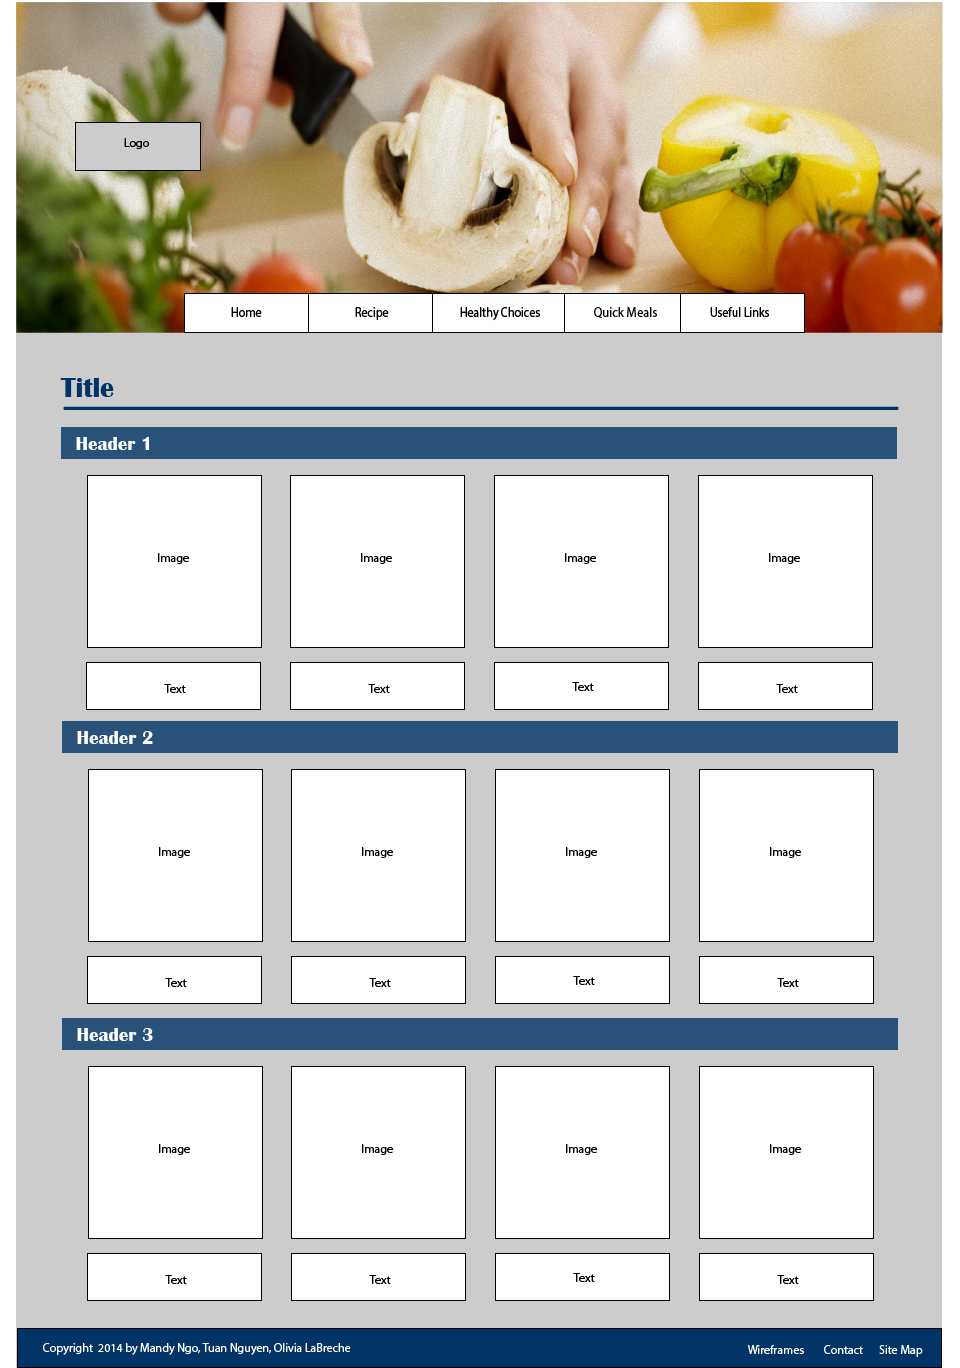 Logo
Home Recipe Healthy Choices Quick Meals Useful Links
Title
Header 1
Image Image Image Image
Text Text Text Text
Header 2
Image Image Image Image
Text Text Text Text
Header 3
Image Image Image Image
Text Text Text Text
Copyright 2014 by Mandy Ngo, Tuan Nguyen, Olivia LaBreche Wireframes Contact Site Map